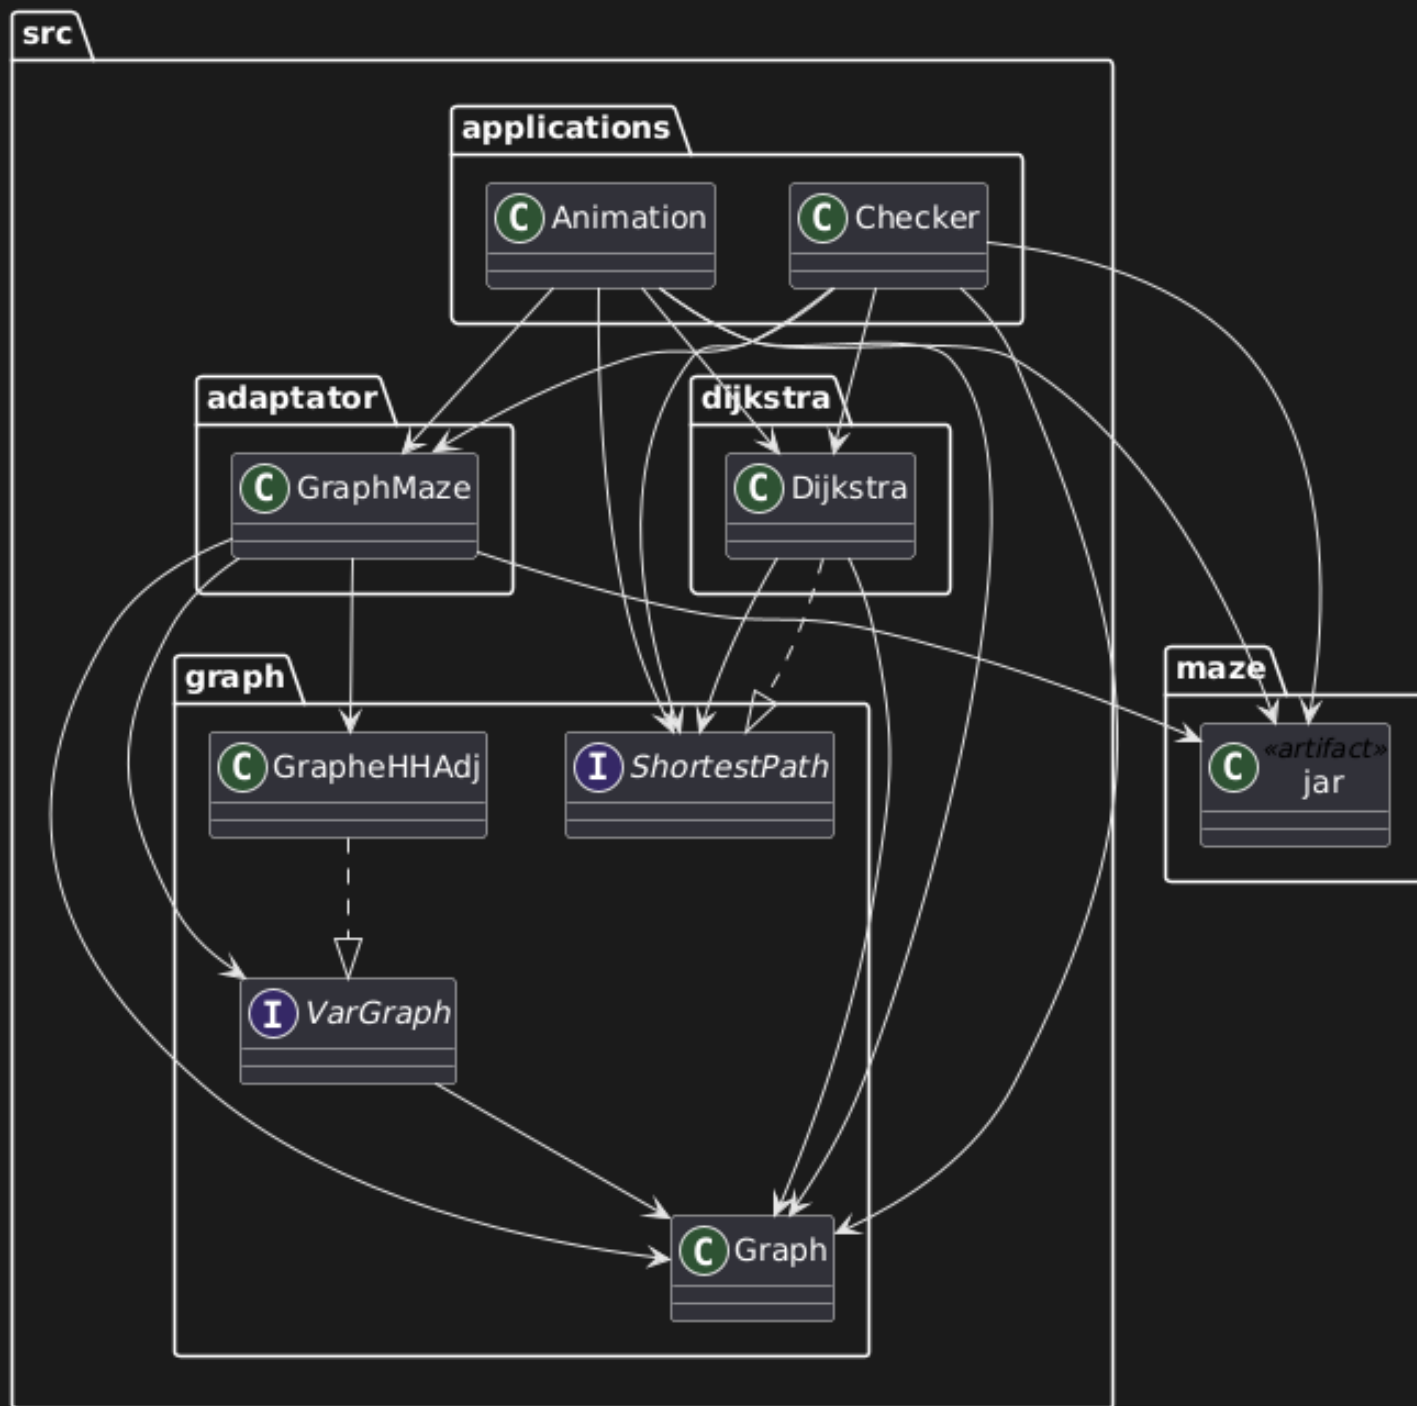 src
applications
C Animation
C Checker
adaptator
dijkstra
C GraphMaze
C Dijkstra
graph
maze
C GrapheHHAdj
I ShortestPath
C «artifact»
jar
I VarGraph
C Graph